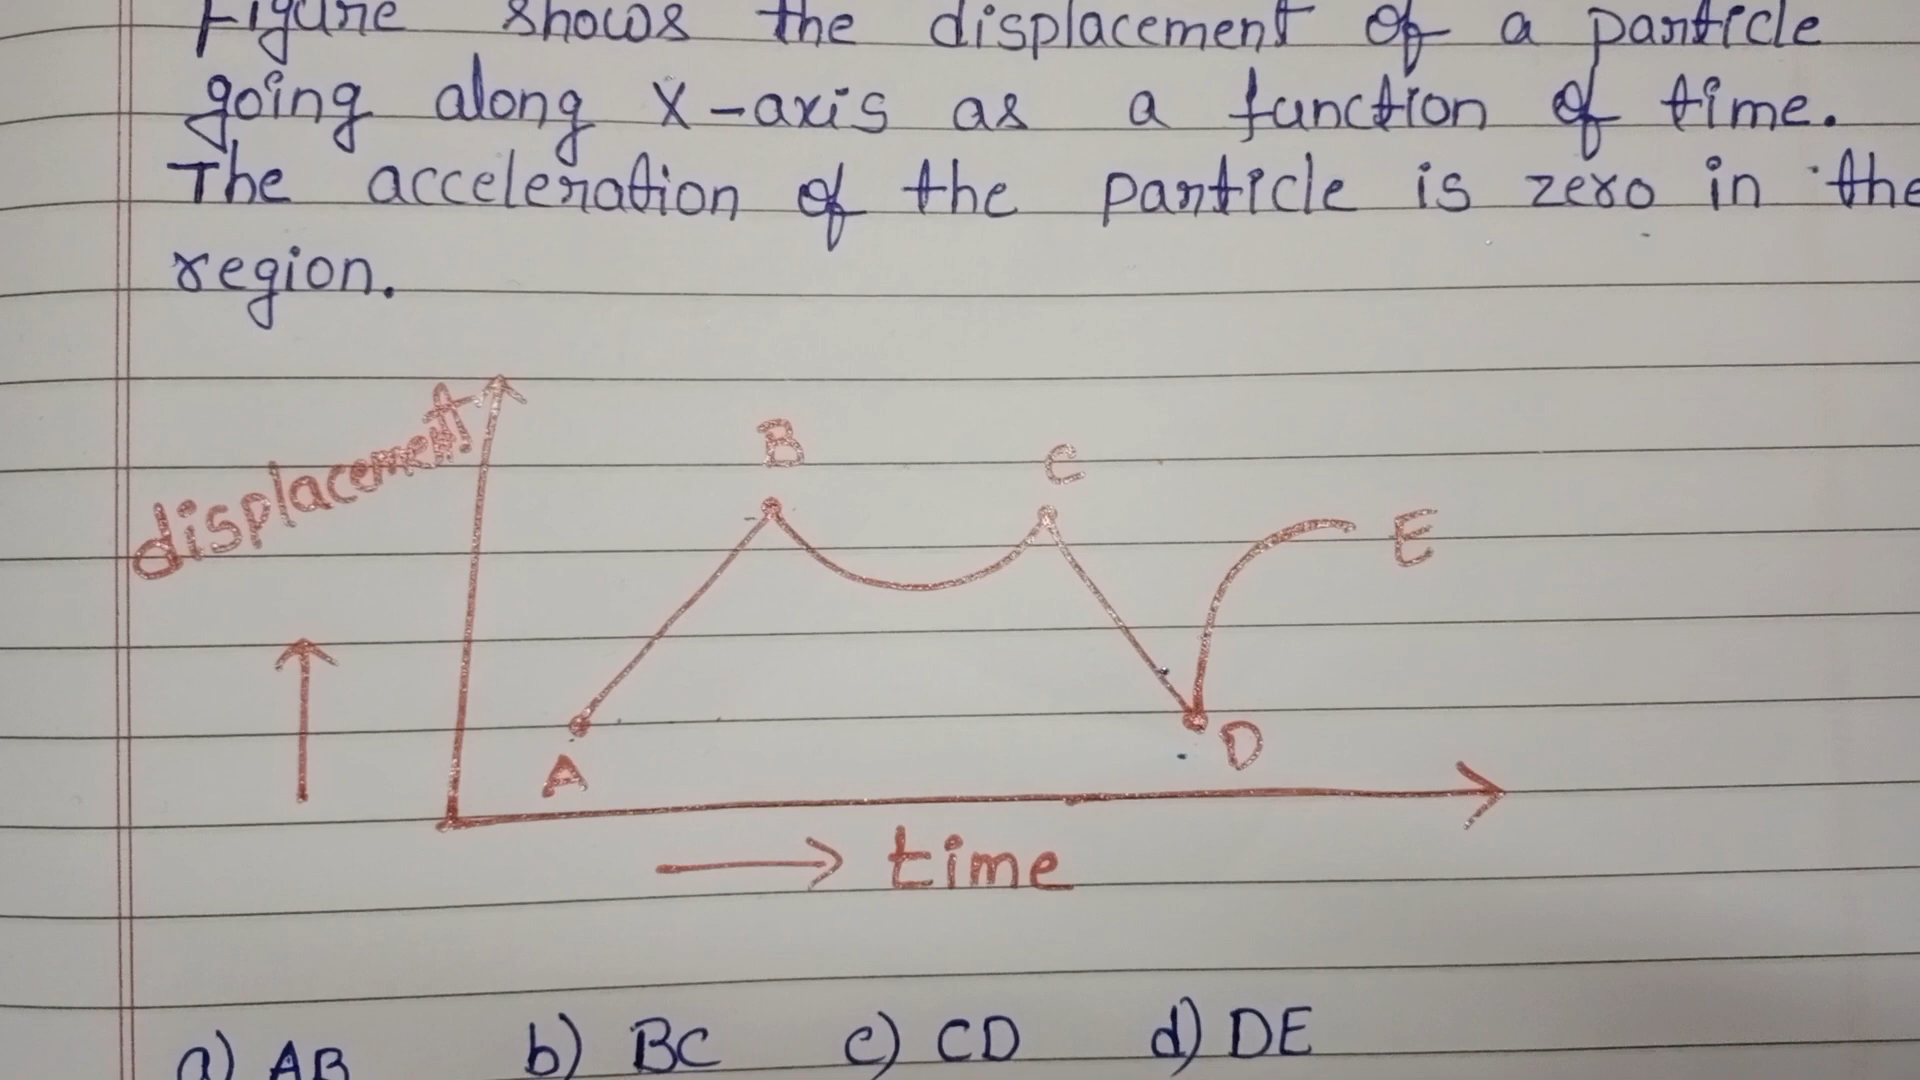 Figure shows the displacement of a particle
going along X-axis as a function of time.
The acceleration of the particle is zero in the
region.
displacement
B
C
E
A
D
time
a) AB b) BC c) CD d) DE